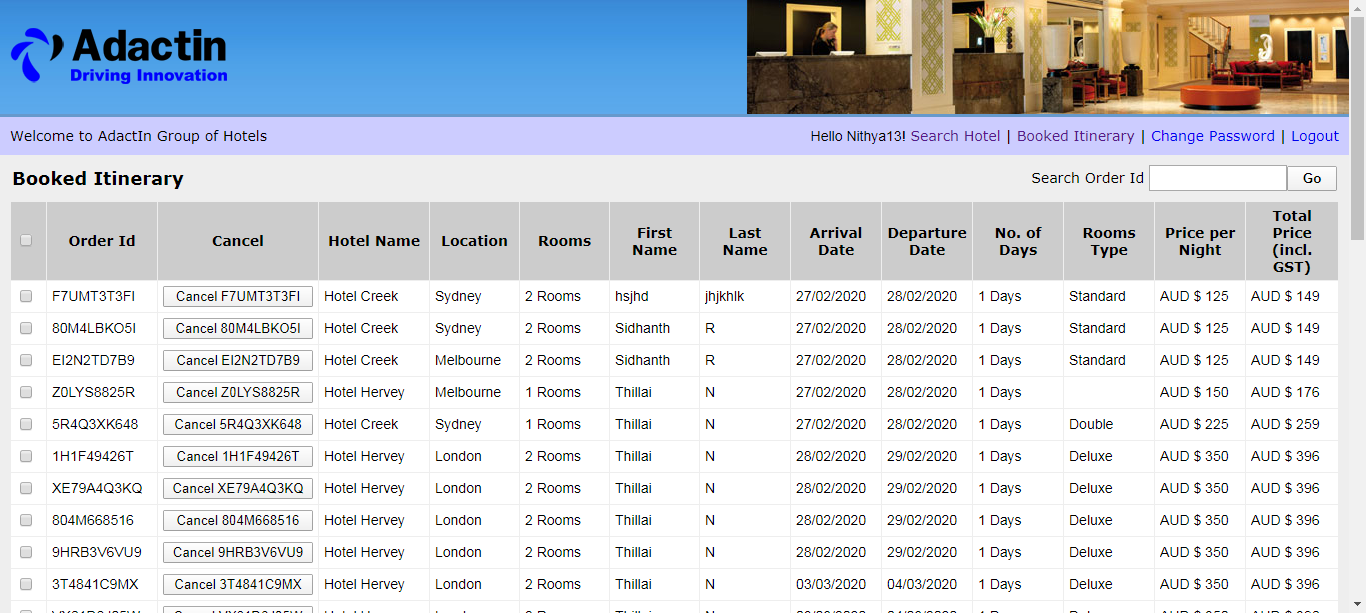 Adactin
Driving Innovation
Welcome to AdactIn Group of Hotels
Hello Nithya13! Search Hotel | Booked Itinerary | Change Password | Logout
Booked Itinerary
Search Order Id Go
Order Id Cancel Hotel Name Location Rooms First Name Last Name Arrival Date Departure Date No. of Days Rooms Type Price per Night Total Price (incl. GST)
F7UMT3T3FI Cancel F7UMT3T3FI Hotel Creek Sydney 2 Rooms hsjhd jhjkhlk 27/02/2020 28/02/2020 1 Days Standard AUD $ 125 AUD $ 149
80M4LBKO5I Cancel 80M4LBKO5I Hotel Creek Sydney 2 Rooms Sidhanth R 27/02/2020 28/02/2020 1 Days Standard AUD $ 125 AUD $ 149
EI2N2TD7B9 Cancel EI2N2TD7B9 Hotel Creek Melbourne 2 Rooms Sidhanth R 27/02/2020 28/02/2020 1 Days Standard AUD $ 125 AUD $ 149
Z0LYS8825R Cancel Z0LYS8825R Hotel Hervey Melbourne 1 Rooms Thillai N 27/02/2020 28/02/2020 1 Days AUD $ 150 AUD $ 176
5R4Q3XK648 Cancel 5R4Q3XK648 Hotel Creek Sydney 1 Rooms Thillai N 27/02/2020 28/02/2020 1 Days Double AUD $ 225 AUD $ 259
1H1F49426T Cancel 1H1F49426T Hotel Hervey London 2 Rooms Thillai N 28/02/2020 29/02/2020 1 Days Deluxe AUD $ 350 AUD $ 396
XE79A4Q3KQ Cancel XE79A4Q3KQ Hotel Hervey London 2 Rooms Thillai N 28/02/2020 29/02/2020 1 Days Deluxe AUD $ 350 AUD $ 396
804M668516 Cancel 804M668516 Hotel Hervey London 2 Rooms Thillai N 28/02/2020 29/02/2020 1 Days Deluxe AUD $ 350 AUD $ 396
9HRB3V6VU9 Cancel 9HRB3V6VU9 Hotel Hervey London 2 Rooms Thillai N 28/02/2020 29/02/2020 1 Days Deluxe AUD $ 350 AUD $ 396
3T4841C9MX Cancel 3T4841C9MX Hotel Hervey London 2 Rooms Thillai N 03/03/2020 04/03/2020 1 Days Deluxe AUD $ 350 AUD $ 396